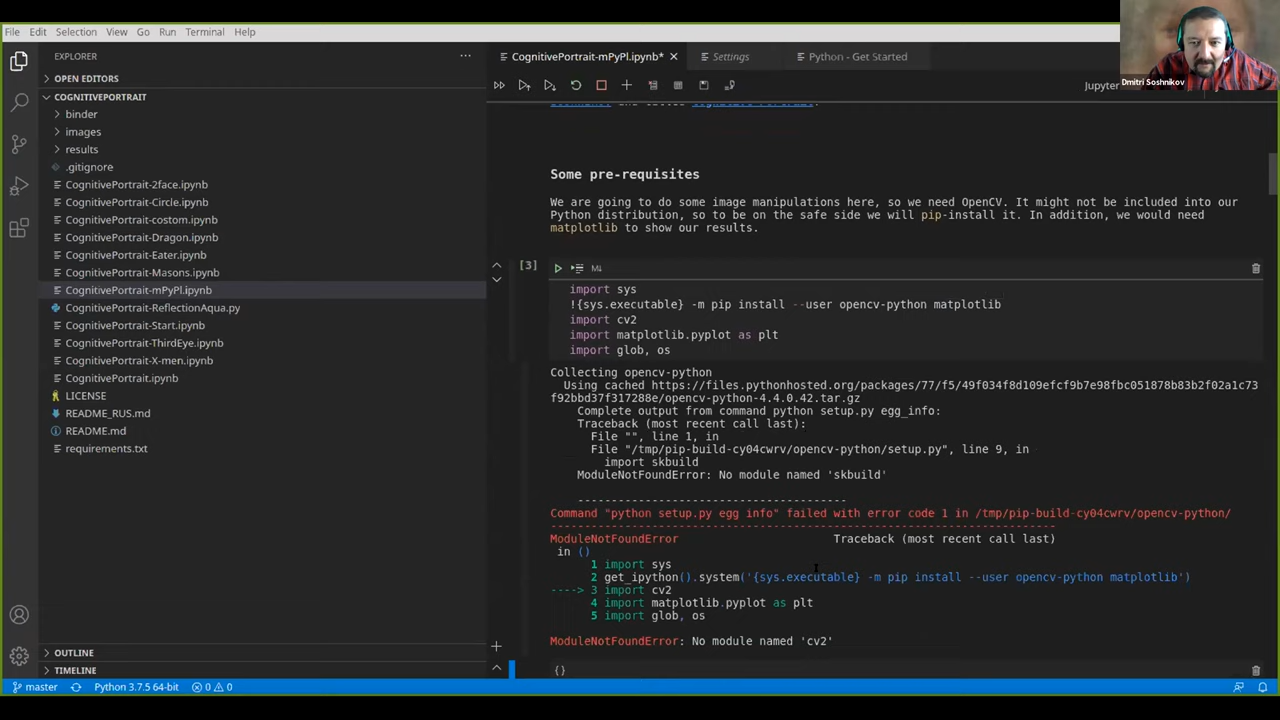 File Edit Selection View Go Run Terminal Help
EXPLORER
OPEN EDITORS
COGNITIVEPORTRAIT
binder
images
results
.gitignore
CognitivePortrait-2face.ipynb
CognitivePortrait-Circle.ipynb
CognitivePortrait-costom.ipynb
CognitivePortrait-Dragon.ipynb
CognitivePortrait-Eater.ipynb
CognitivePortrait-Masons.ipynb
CognitivePortrait-mPyPl.ipynb
CognitivePortrait-ReflectionAqua.py
CognitivePortrait-Start.ipynb
CognitivePortrait-ThirdEye.ipynb
CognitivePortrait-X-men.ipynb
CognitivePortrait.ipynb
LICENSE
README_RUS.md
README.md
requirements.txt
OUTLINE
TIMELINE
CognitivePortrait-mPyPl.ipynb* Settings Python - Get Started
Jupyter
Dmitri Soshnikov
Some pre-requisites
We are going to do some image manipulations here, so we need OpenCV. It might not be included into our
Python distribution, so to be on the safe side we will pip-install it. In addition, we would need
matplotlib to show our results.
[3]
M↓
import sys
!{sys.executable} -m pip install --user opencv-python matplotlib
import cv2
import matplotlib.pyplot as plt
import glob, os
Collecting opencv-python
Using cached https://files.pythonhosted.org/packages/77/f5/49f034f8d109efcf9b7e98fbc051878b83b2f02a1c73
f92bbd37f317288e/opencv-python-4.4.0.42.tar.gz
Complete output from command python setup.py egg_info:
Traceback (most recent call last):
File "", line 1, in
File "/tmp/pip-build-cy04cwrv/opencv-python/setup.py", line 9, in
import skbuild
ModuleNotFoundError: No module named 'skbuild'
----------------------------------------
Command "python setup.py egg_info" failed with error code 1 in /tmp/pip-build-cy04cwrv/opencv-python/
---------------------------------------------------------------------------
ModuleNotFoundError Traceback (most recent call last)
in ()
1 import sys
2 get_ipython().system('{sys.executable} -m pip install --user opencv-python matplotlib')
----> 3 import cv2
4 import matplotlib.pyplot as plt
5 import glob, os
ModuleNotFoundError: No module named 'cv2'
{}
master Python 3.7.5 64-bit 0 0